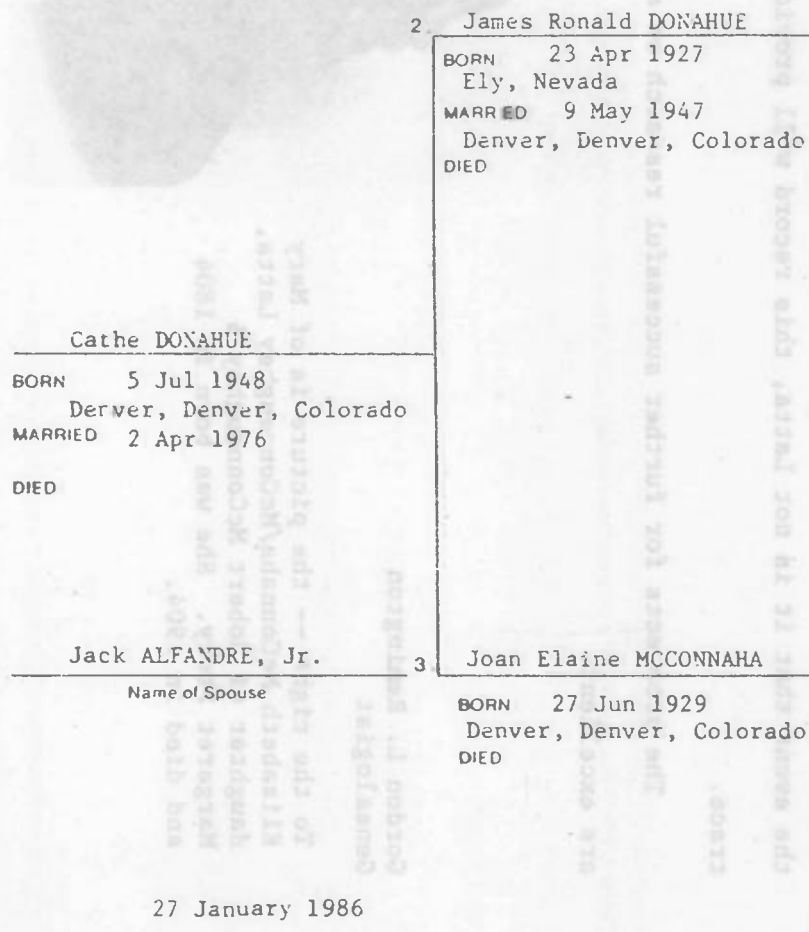 2 James Ronald DONAHUE
BORN 23 Apr 1927
Ely, Nevada
MARRIED 9 May 1947
Denver, Denver, Colorado
DIED
Cathe DONAHUE
BORN 5 Jul 1948
Denver, Denver, Colorado
MARRIED 2 Apr 1976
DIED
Jack ALFANDRE, Jr.
Name of Spouse
3 Joan Elaine MCCONNAHA
BORN 27 Jun 1929
Denver, Denver, Colorado
DIED
27 January 1986